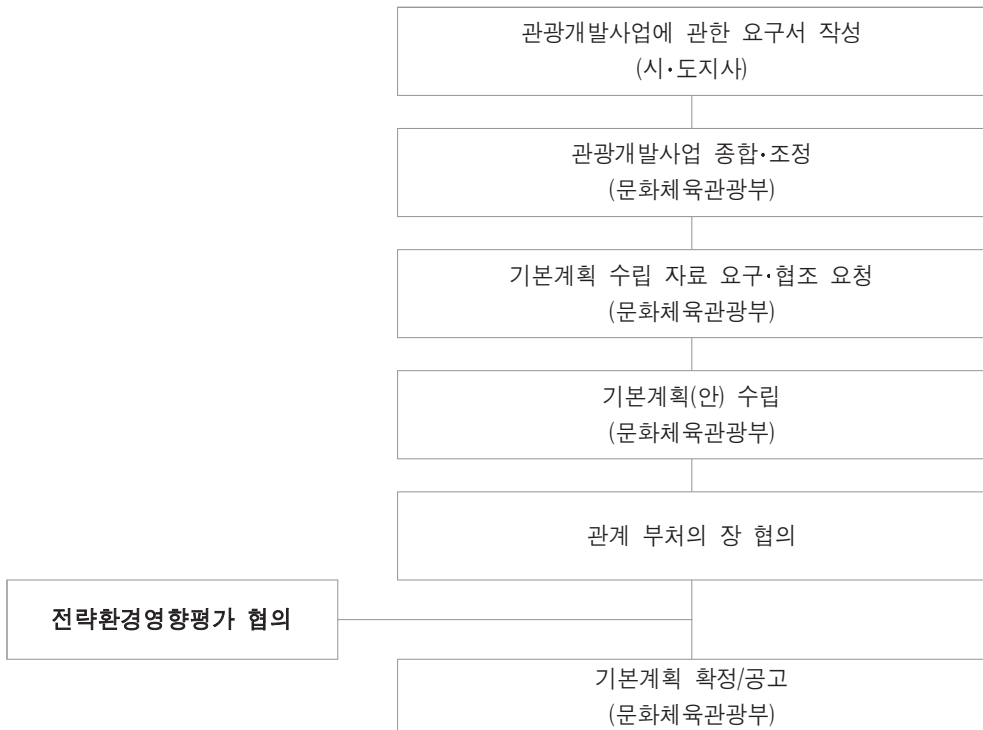 관광개발사업에 관한 요구서 작성
(시·도지사)
관광개발사업 종합·조정
(문화체육관광부)
기본계획 수립 자료 요구·협조 요청
(문화체육관광부)
기본계획(안) 수립
(문화체육관광부)
관계 부처의 장 협의
전략환경영향평가 협의
기본계획 확정/공고
(문화체육관광부)